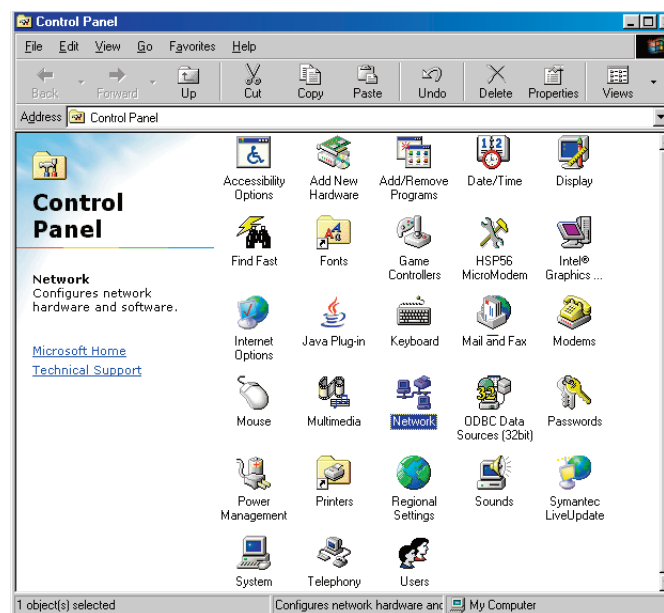 Control Panel
File Edit View Go Favorites Help
Back Forward Up Cut Copy Paste Undo Delete Properties Views
Address Control Panel
Control
Panel
Network
Configures network
hardware and software.
Microsoft Home
Technical Support
Accessibility
Options
Add New
Hardware
Add/Remove
Programs
Date/Time
Display
Find Fast
Fonts
Game
Controllers
HSP56
MicroModem
Intel®
Graphics ...
Internet
Options
Java Plug-in
Keyboard
Mail and Fax
Modems
Mouse
Multimedia
Network
ODBC Data
Sources (32bit)
Passwords
Power
Management
Printers
Regional
Settings
Sounds
Symantec
LiveUpdate
System
Telephony
Users
1 object(s) selected Configures network hardware anc My Computer